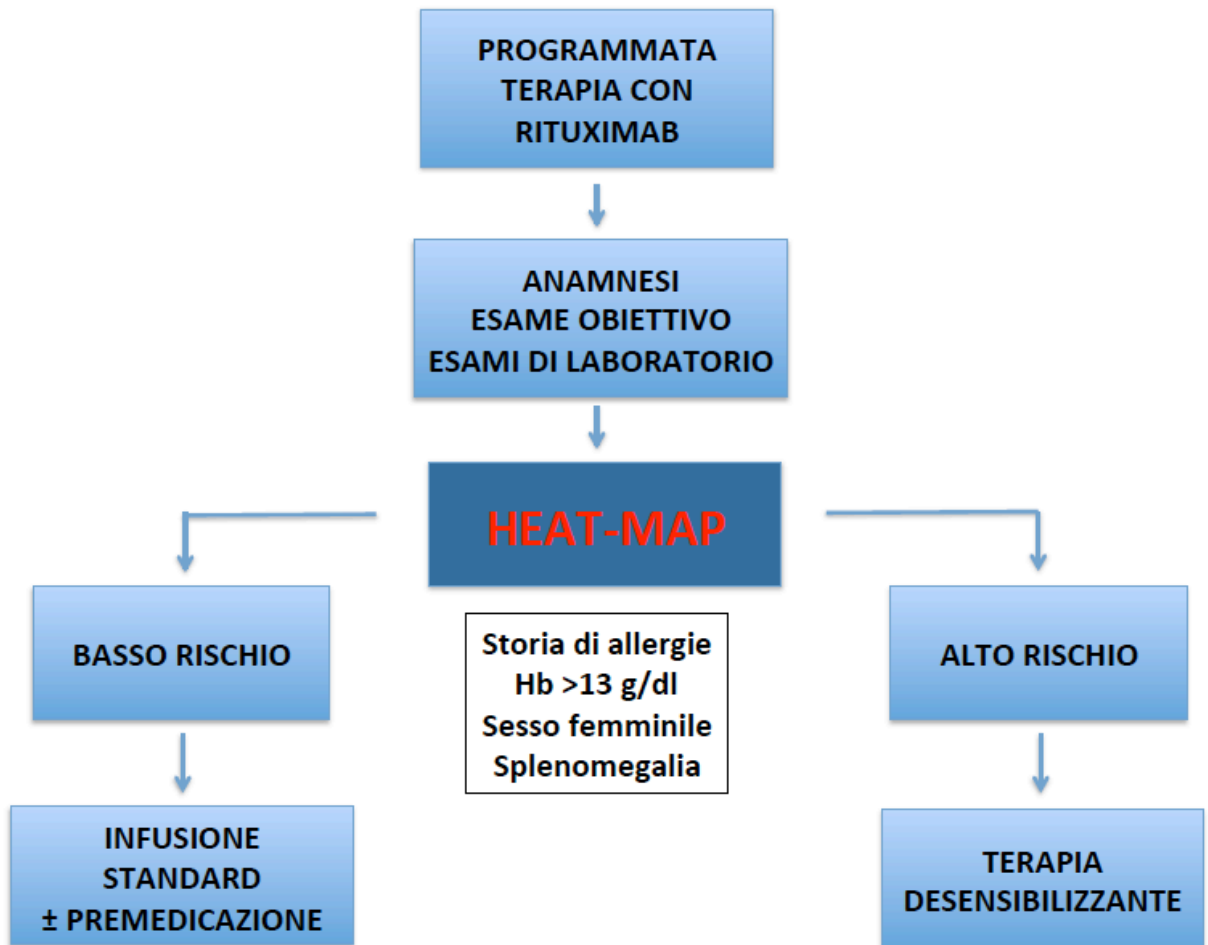 PROGRAMMATA
TERAPIA CON
RITUXIMAB
ANAMNESI
ESAME OBIETTIVO
ESAMI DI LABORATORIO
HEAT-MAP
BASSO RISCHIO
Storia di allergie
Hb >13 g/dl
Sesso femminile
Splenomegalia
ALTO RISCHIO
INFUSIONE
STANDARD
± PREMEDICAZIONE
TERAPIA
DESENSIBILIZZANTE